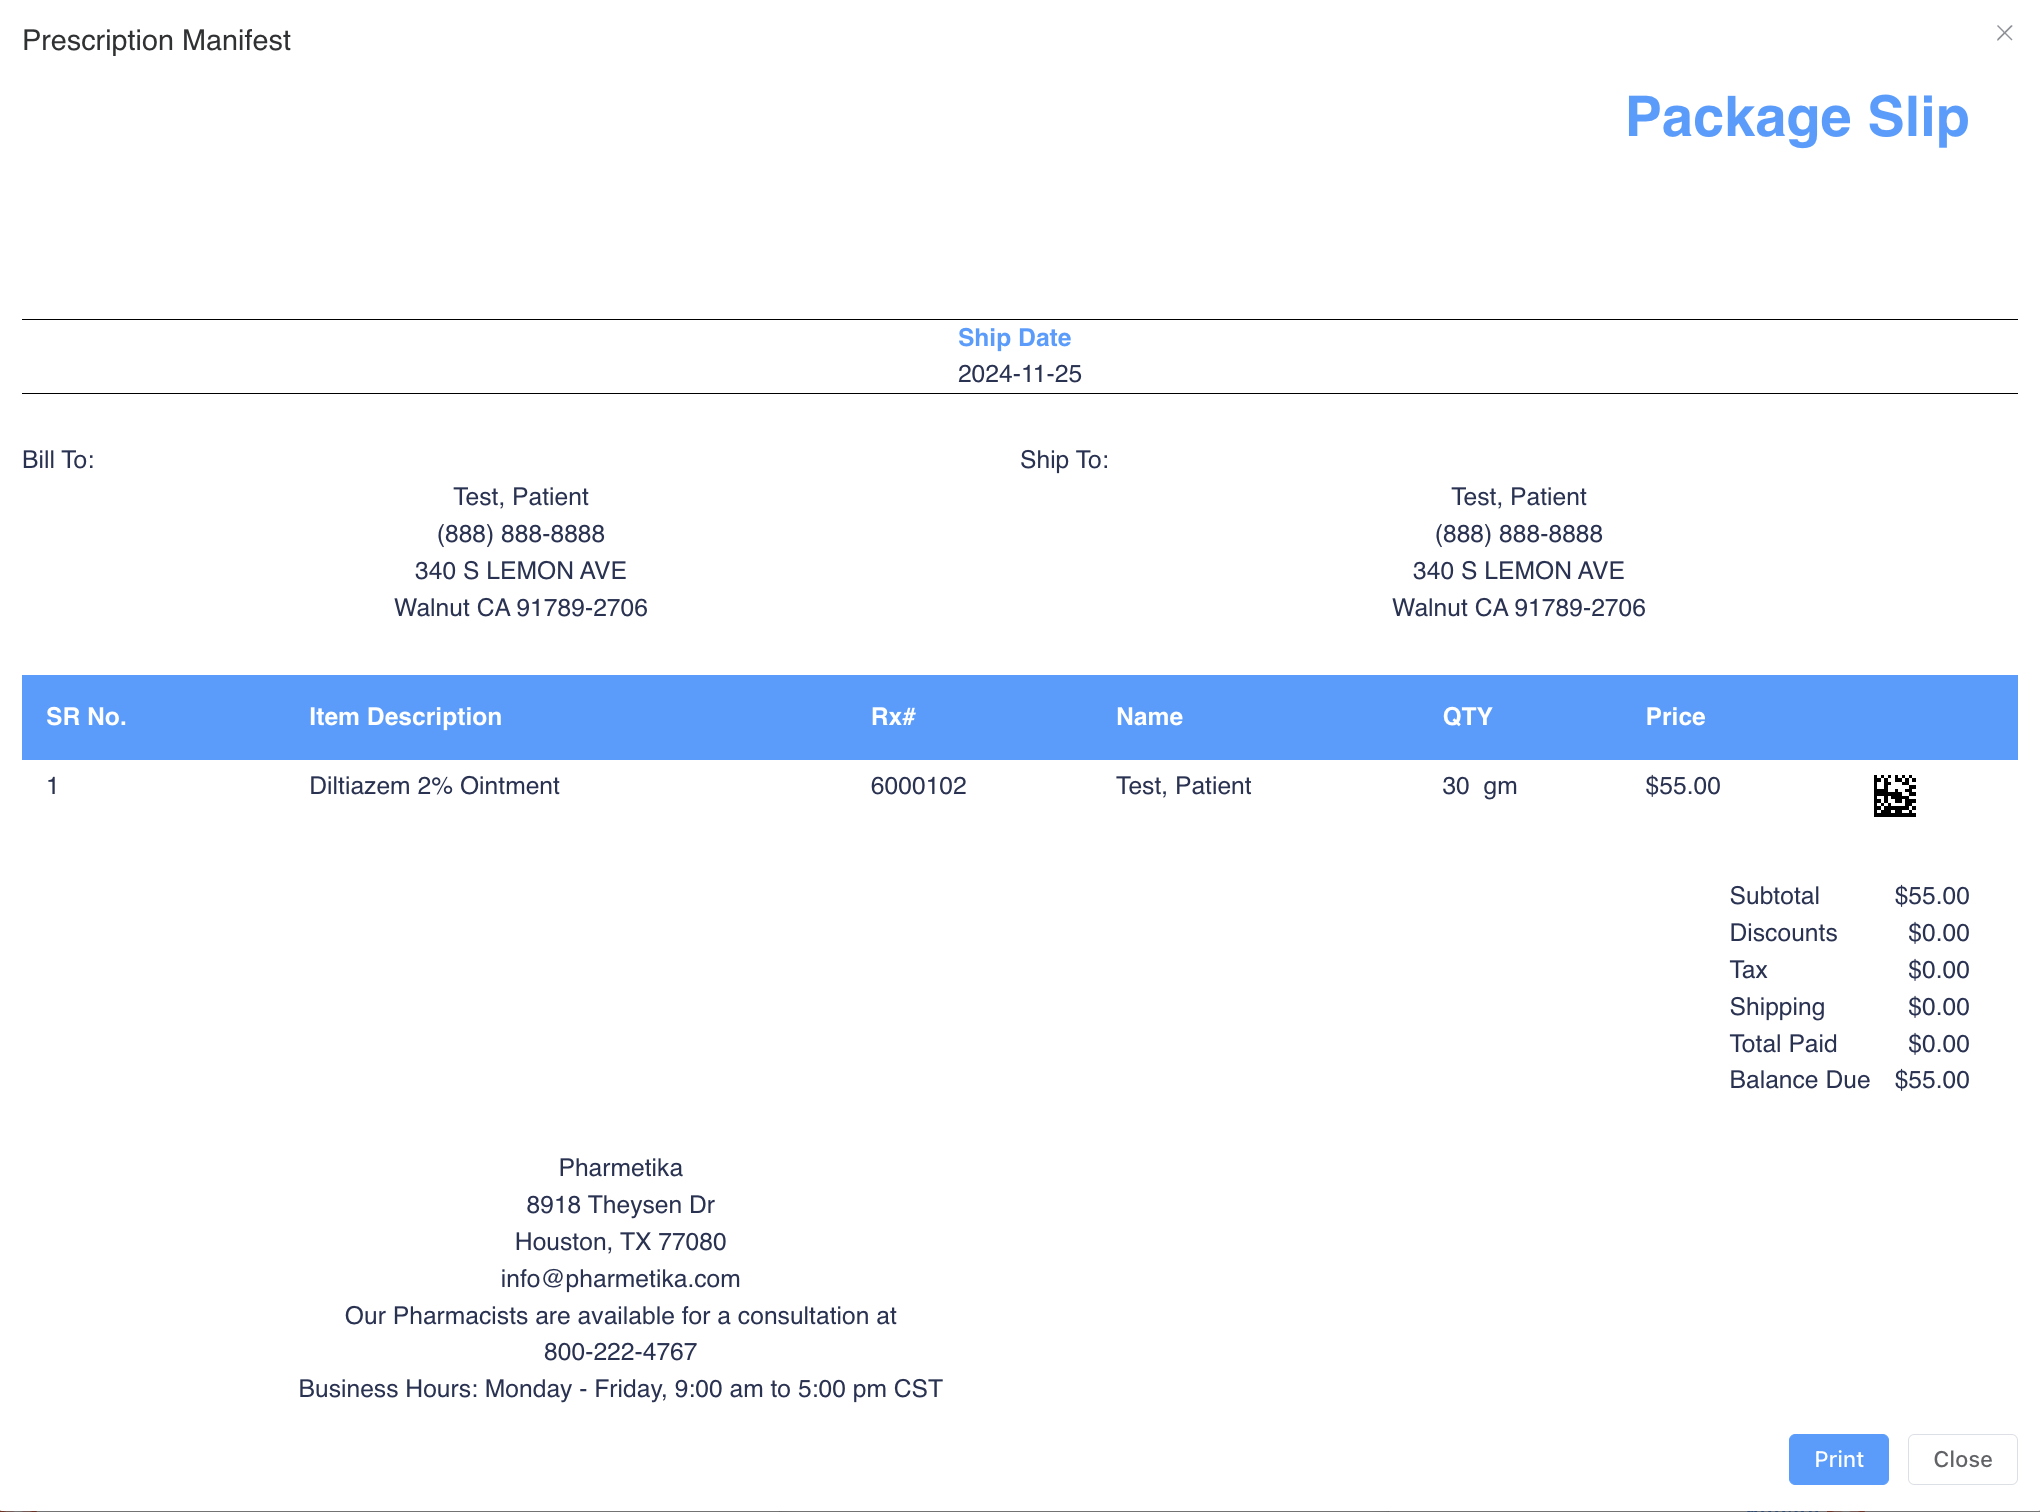 Prescription Manifest
Package Slip
Ship Date
2024-11-25
Bill To:
Test, Patient
(888) 888-8888
340 S LEMON AVE
Walnut CA 91789-2706
Ship To:
Test, Patient
(888) 888-8888
340 S LEMON AVE
Walnut CA 91789-2706
SR No. Item Description Rx# Name QTY Price
1 Diltiazem 2% Ointment 6000102 Test, Patient 30 gm $55.00
Subtotal $55.00
Discounts $0.00
Tax $0.00
Shipping $0.00
Total Paid $0.00
Balance Due $55.00
Pharmetika
8918 Theysen Dr
Houston, TX 77080
info@pharmetika.com
Our Pharmacists are available for a consultation at
800-222-4767
Business Hours: Monday - Friday, 9:00 am to 5:00 pm CST
Print Close